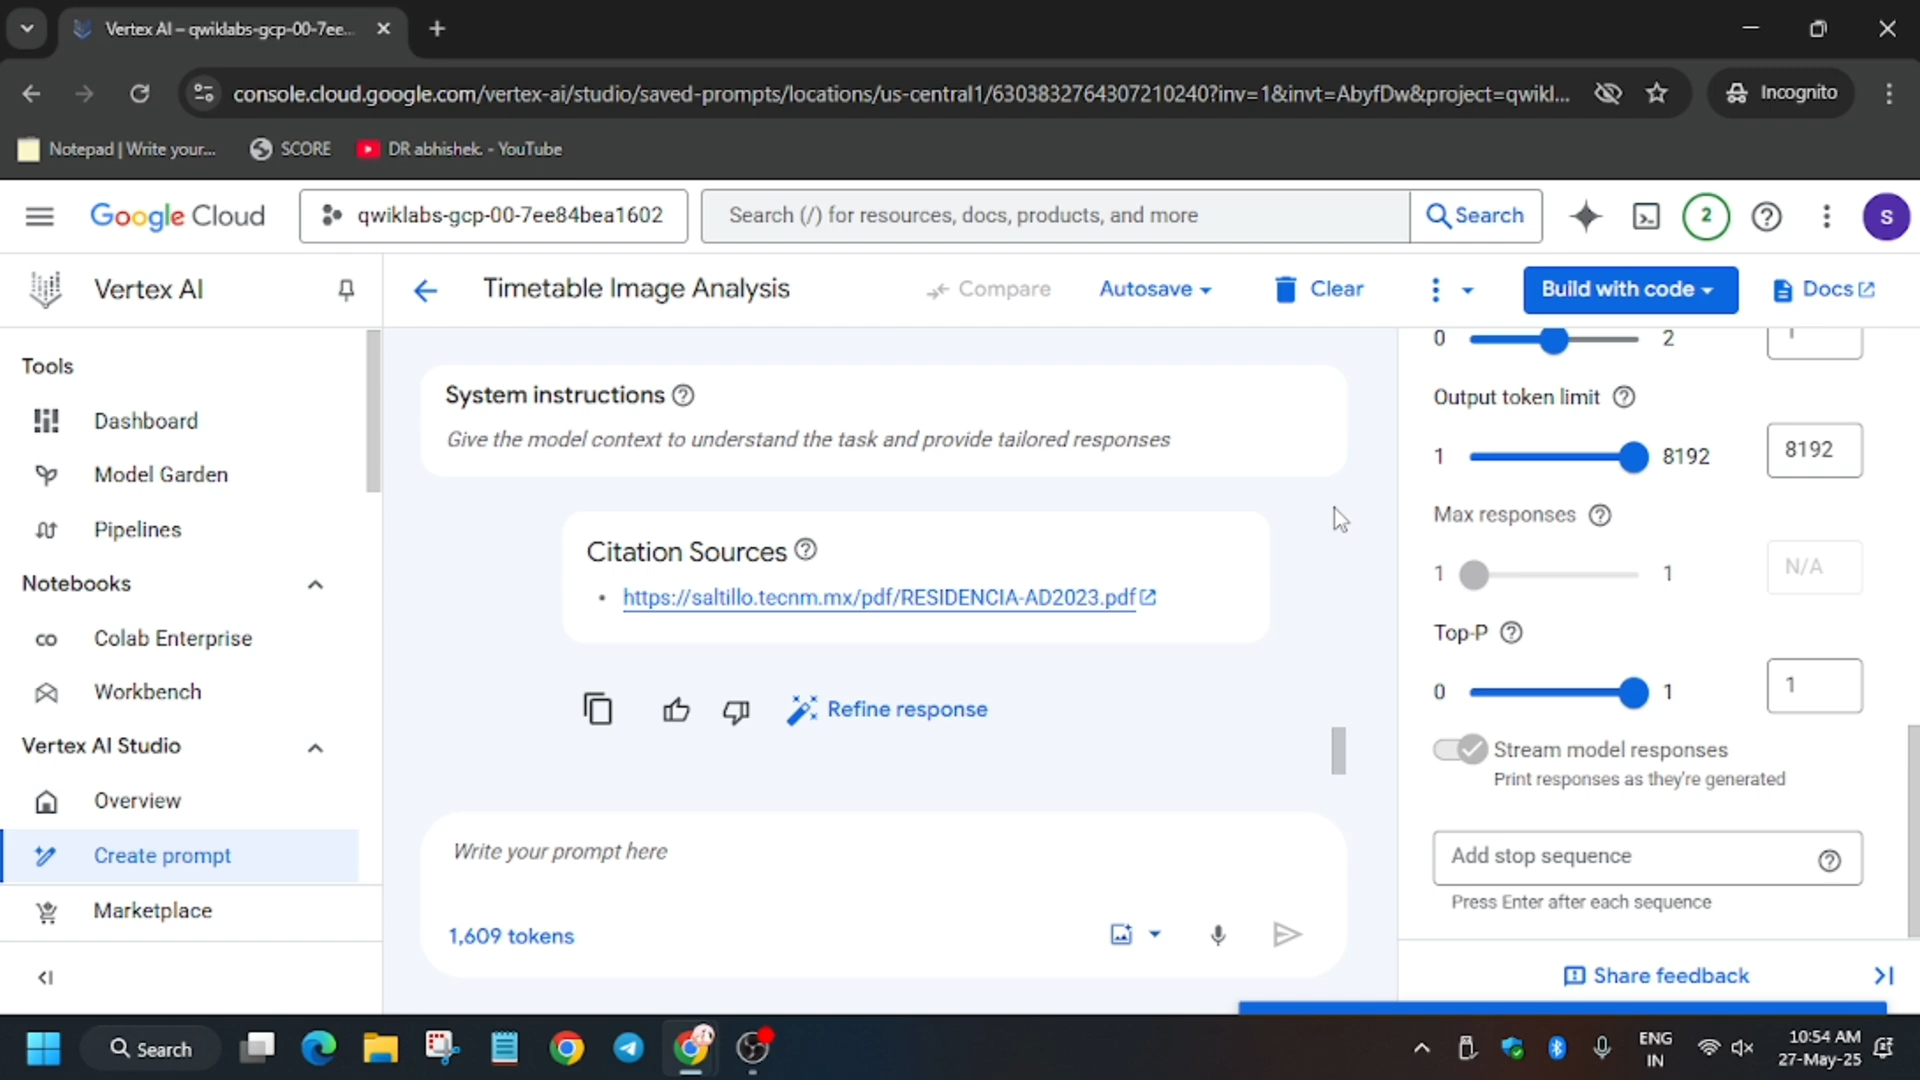 Vertex AI – qwiklabs-gcp-00-7ee...
console.cloud.google.com/vertex-ai/studio/saved-prompts/locations/us-central1/6303832764307210240?inv=1&invt=AbyfDw&project=qwikl...
Incognito
Notepad | Write your...
SCORE
DR abhishek. - YouTube
Google Cloud
qwiklabs-gcp-00-7ee84bea1602
Search (/) for resources, docs, products, and more
Search
2
S
Vertex AI
Timetable Image Analysis
Compare
Autosave
Clear
Build with code
Docs
Tools
Dashboard
Model Garden
Pipelines
Notebooks
Colab Enterprise
Workbench
Vertex AI Studio
Overview
Create prompt
Marketplace
System instructions
Give the model context to understand the task and provide tailored responses
Citation Sources
• https://saltillo.tecnm.mx/pdf/RESIDENCIA-AD2023.pdf
Refine response
Write your prompt here
1,609 tokens
0 2
Output token limit
1 8192 8192
Max responses
1 1 N/A
Top-P
0 1 1
Stream model responses
Print responses as they're generated
Add stop sequence
Press Enter after each sequence
Share feedback
Search
ENG
IN
10:54 AM
27-May-25